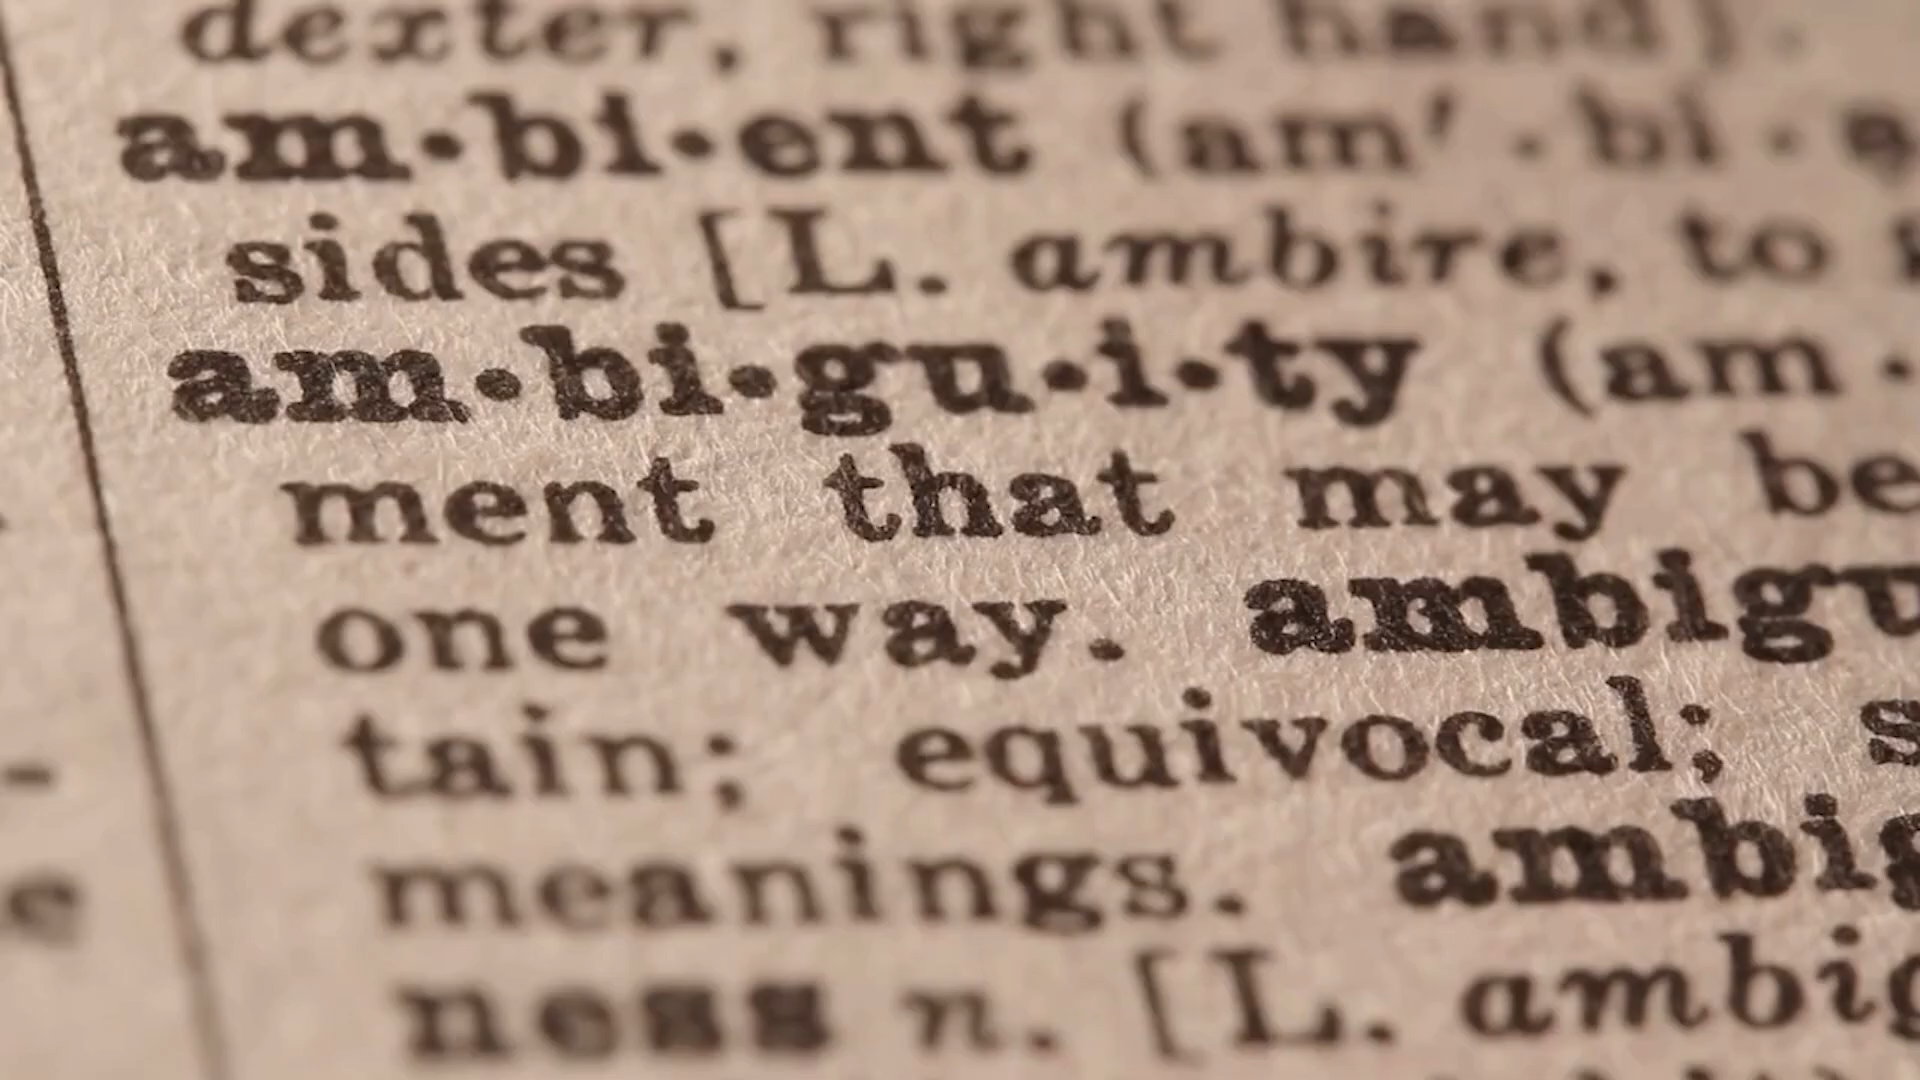 dexter, right hand].
am·bi·ent (am′·bi·
sides [L. ambire, to
am·bi·gu·i·ty (am·
ment that may be
one way. ambigu
tain; equivocal; s
meanings. ambig
ness n. [L. ambig